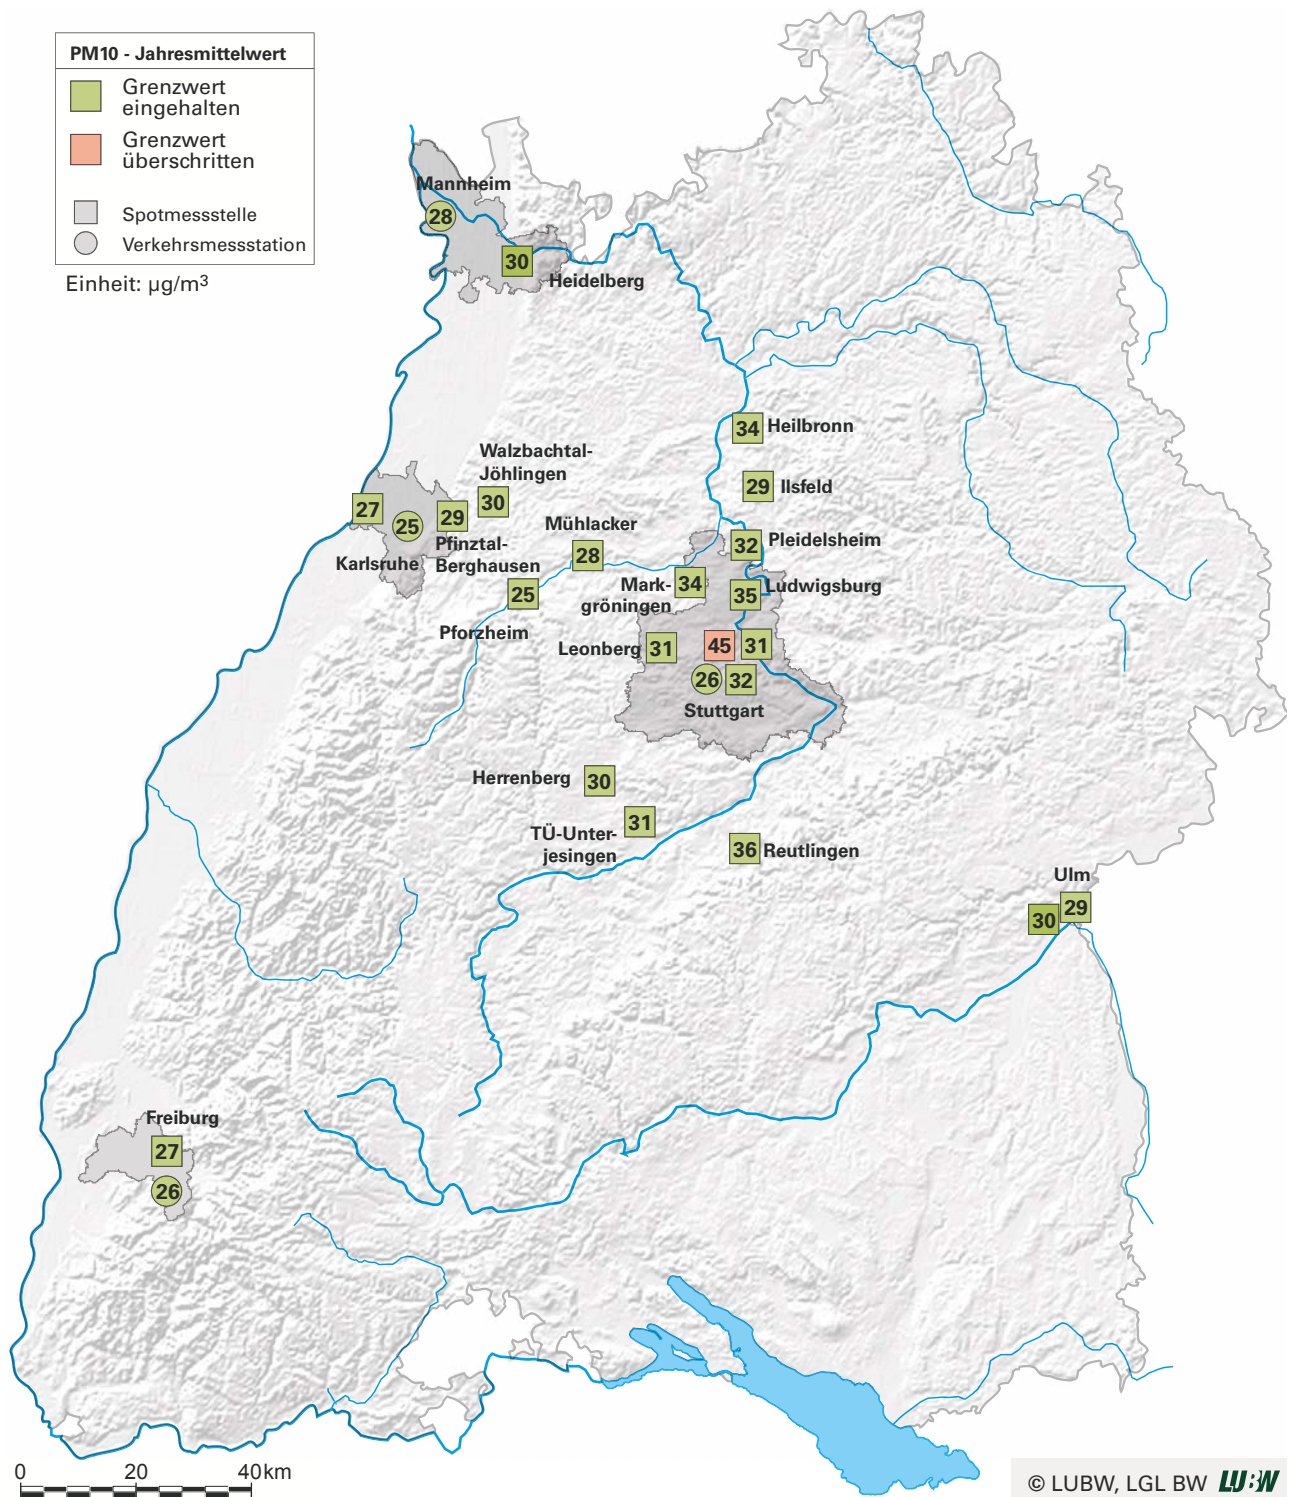 PM10 - Jahresmittelwert
Grenzwert
eingehalten
Grenzwert
überschritten
Spotmessstelle
Verkehrsmessstation
Einheit: µg/m³
Mannheim
28
30
Heidelberg
34 Heilbronn
29 Ilsfeld
Walzbachtal-
Jöhlingen
30
27
25
29
Karlsruhe
Pfinztal-
Berghausen
Mühlacker
28
25
Pforzheim
32 Pleidelsheim
Mark-
gröningen
34
35 Ludwigsburg
Leonberg 31
45
31
26
32
Stuttgart
Herrenberg 30
31
TÜ-Unter-
jesingen
36 Reutlingen
Ulm
30
29
Freiburg
27
26
0 20 40km
© LUBW, LGL BW LUBW